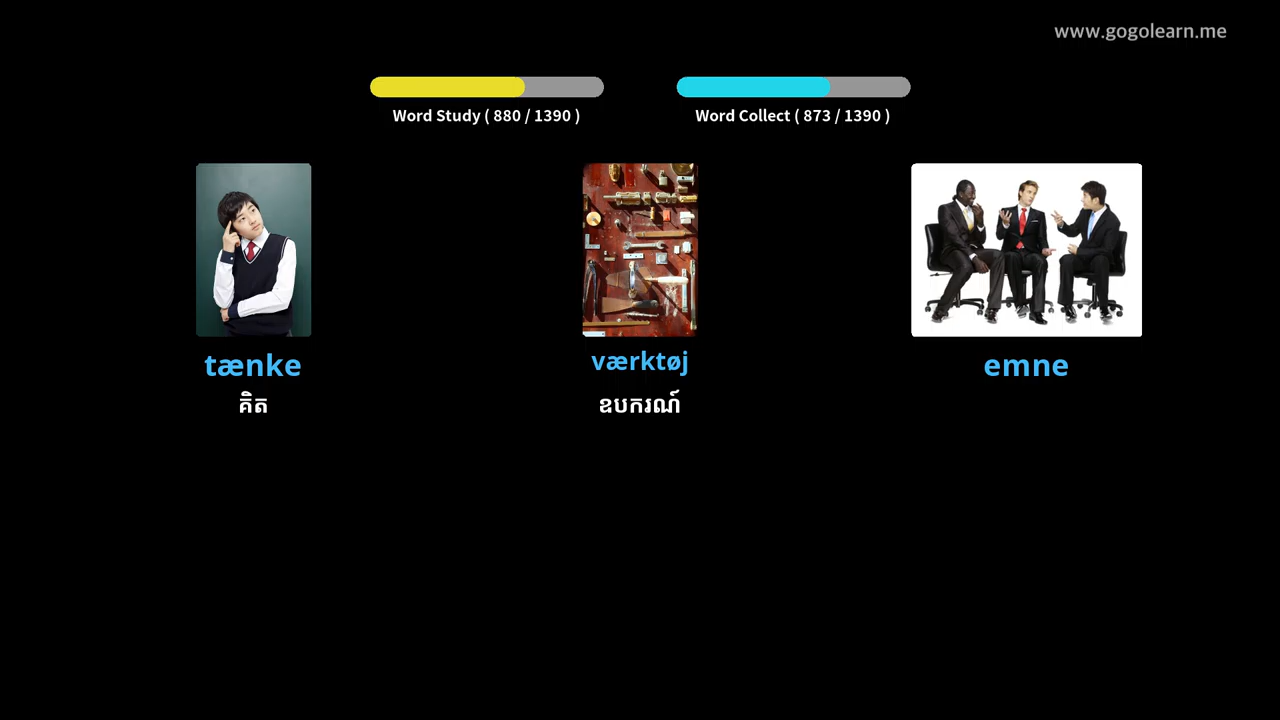 www.gogolearn.me
Word Study ( 880 / 1390 )
Word Collect ( 873 / 1390 )
tænke
værktøj
emne
គិត
ឧបករណ៍